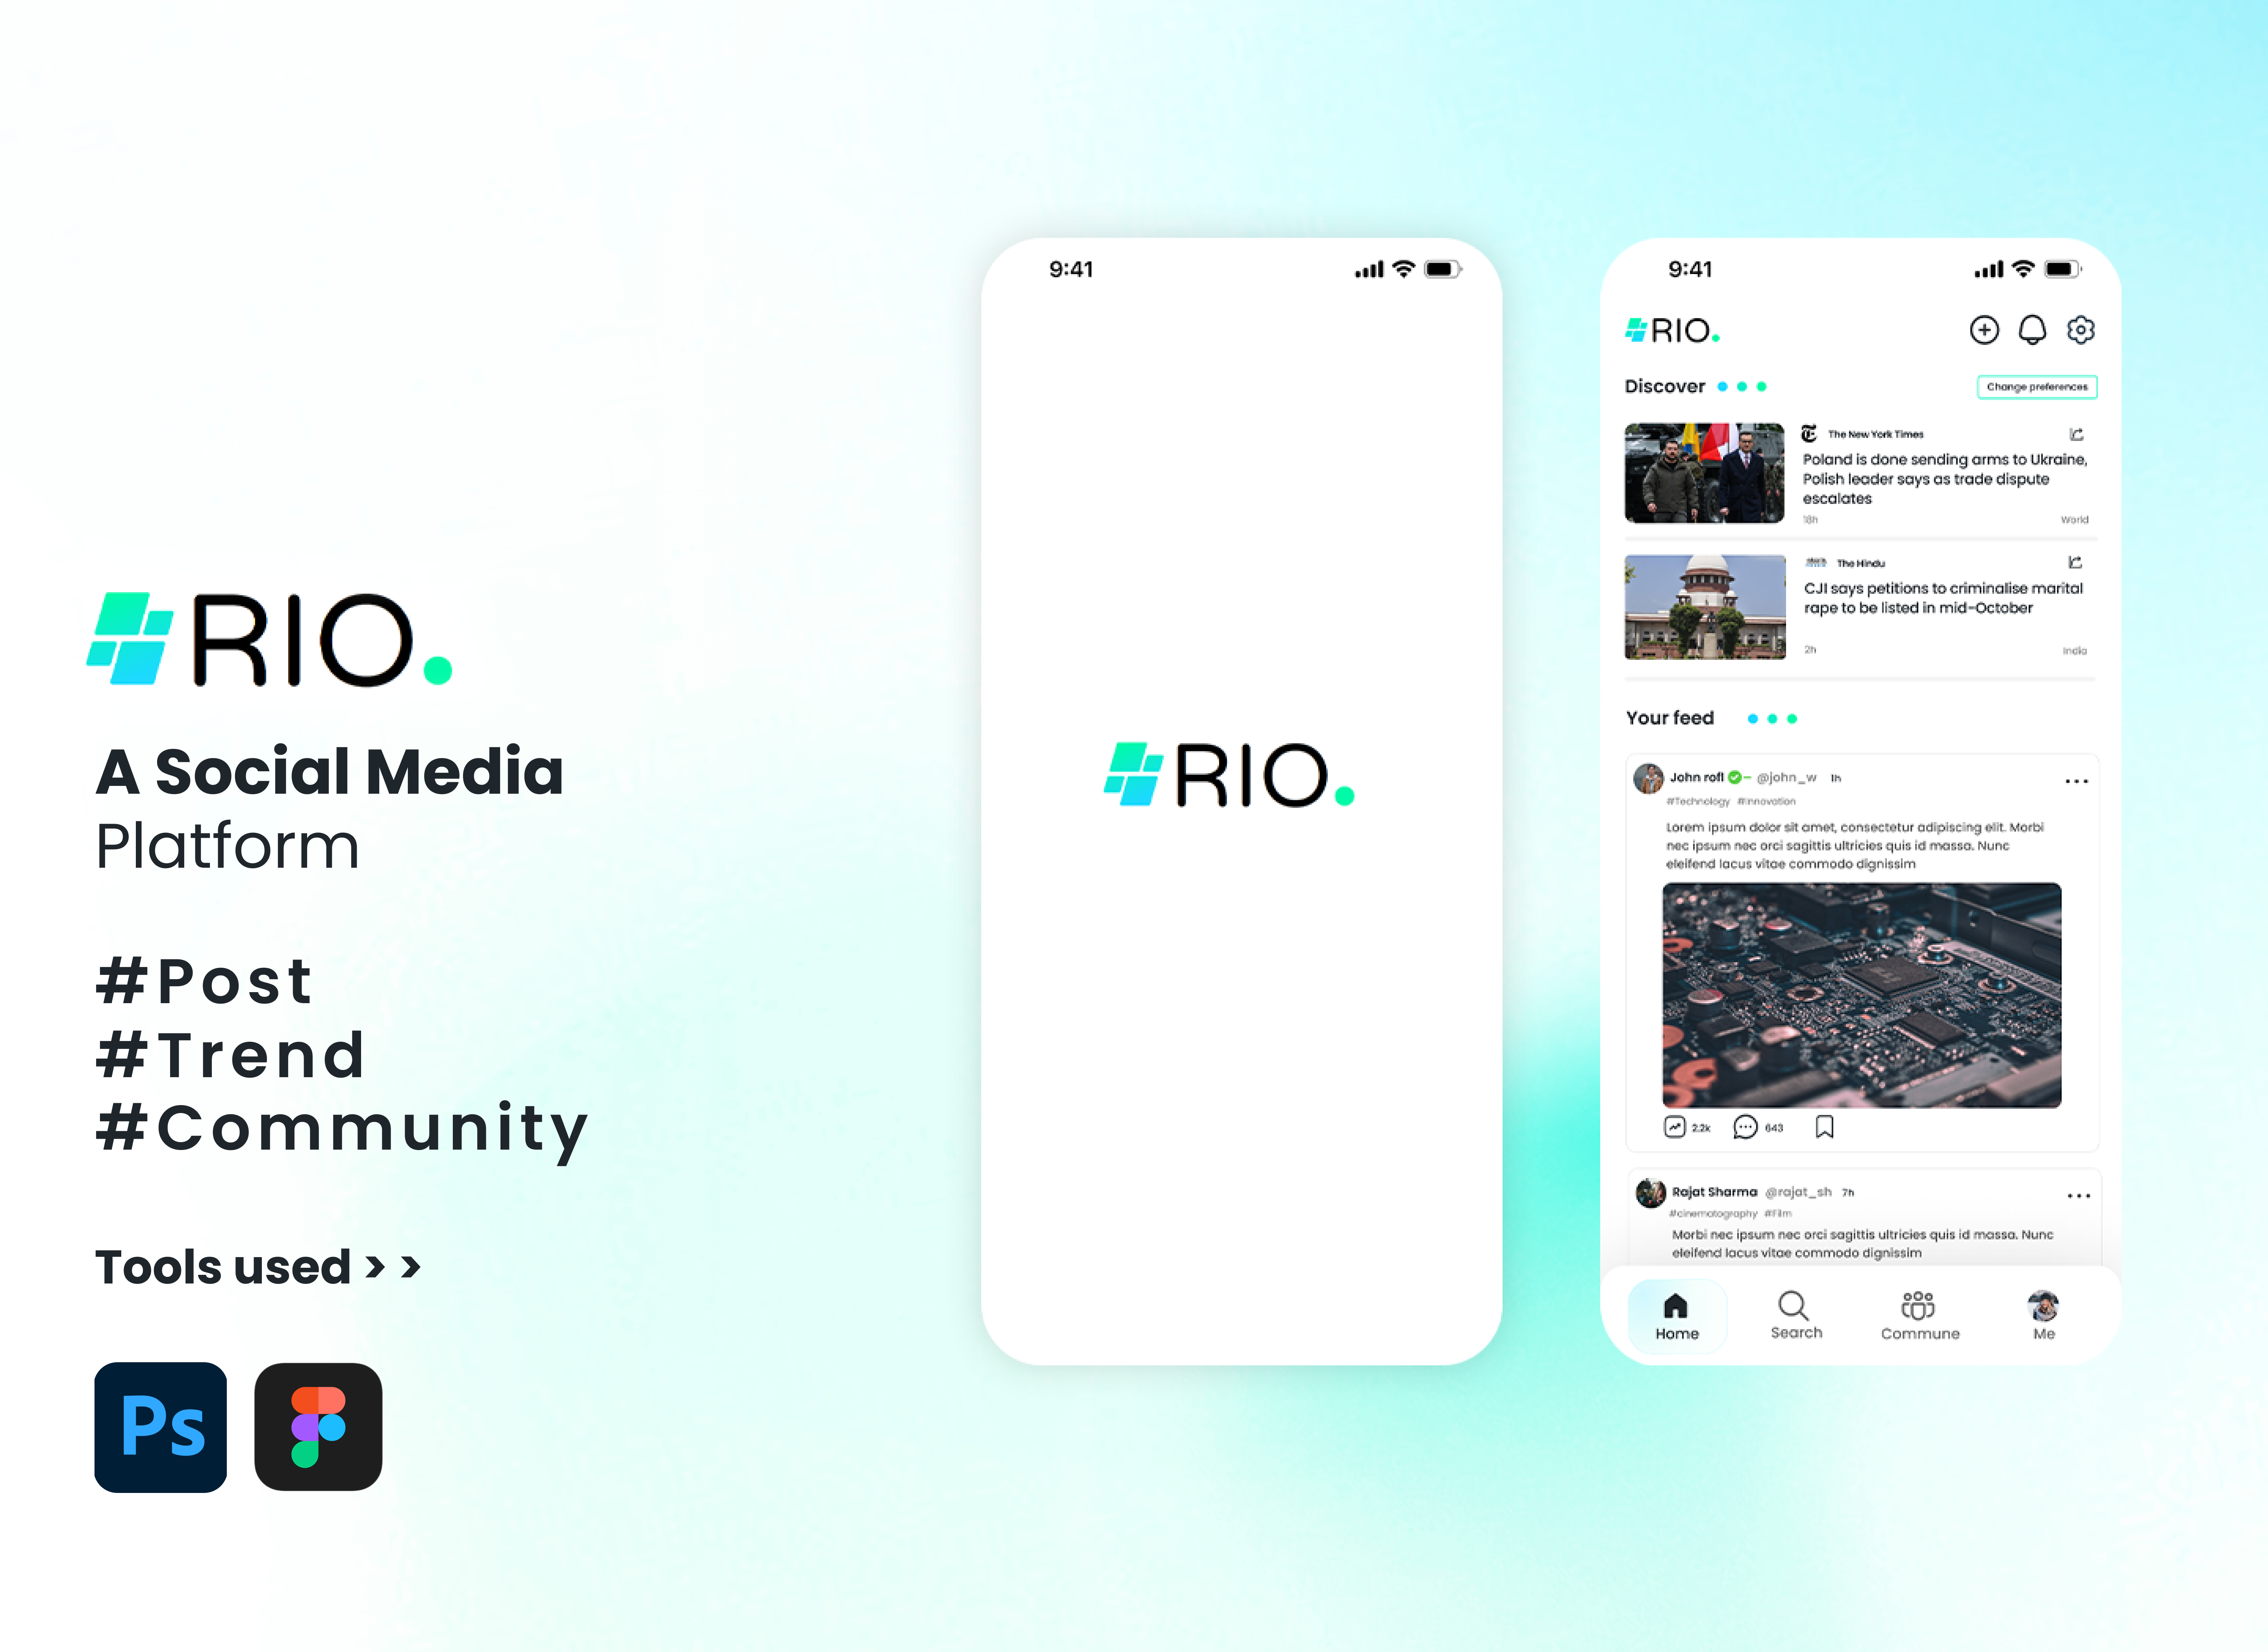 RIO.
A Social Media
Platform
#Post
#Trend
#Community
Tools used > >
Ps
9:41
RIO.
9:41
RIO.
Discover
Change preferences
The New York Times
Poland is done sending arms to Ukraine,
Polish leader says as trade dispute
escalates
18h World
The Hindu
CJI says petitions to criminalise marital
rape to be listed in mid-October
2h India
Your feed
John rofl – @john_w 1h
#Technology #Innovation
Lorem ipsum dolor sit amet, consectetur adipiscing elit. Morbi
nec ipsum nec orci sagittis ultricies quis id massa. Nunc
eleifend lacus vitae commodo dignissim
2.2k 643
Rajat Sharma @rajat_sh 7h
#cinematography #Film
Morbi nec ipsum nec orci sagittis ultricies quis id massa. Nunc
eleifend lacus vitae commodo dignissim
Home Search Commune Me